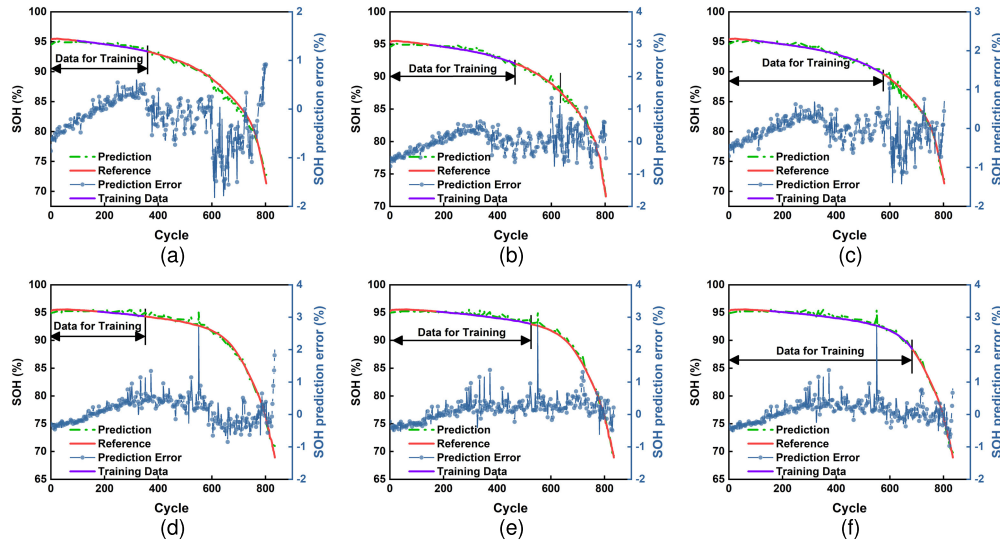 100
95
90
85
80
75
70
SOH (%)
Data for Training
Prediction
Reference
Prediction Error
Training Data
2
1
0
-1
-2
SOH prediction error (%)
0 200 400 600 800
Cycle
(a)
100
95
90
85
80
75
70
SOH (%)
Data for Training
Prediction
Reference
Prediction Error
Training Data
4
3
2
1
0
-1
-2
SOH prediction error (%)
0 200 400 600 800
Cycle
(b)
100
95
90
85
80
75
70
SOH (%)
Data for Training
Prediction
Reference
Prediction Error
Training Data
3
2
1
0
-1
-2
SOH prediction error (%)
0 200 400 600 800
Cycle
(c)
100
95
90
85
80
75
70
65
SOH (%)
Data for Training
Prediction
Reference
Prediction Error
Training Data
4
3
2
1
0
-1
-2
SOH prediction error (%)
0 200 400 600 800
Cycle
(d)
100
95
90
85
80
75
70
65
SOH (%)
Data for Training
Prediction
Reference
Prediction Error
Training Data
4
3
2
1
0
-1
-2
SOH prediction error (%)
0 200 400 600 800
Cycle
(e)
100
95
90
85
80
75
70
65
SOH (%)
Data for Training
Prediction
Reference
Prediction Error
Training Data
4
3
2
1
0
-1
-2
SOH prediction error (%)
0 200 400 600 800
Cycle
(f)